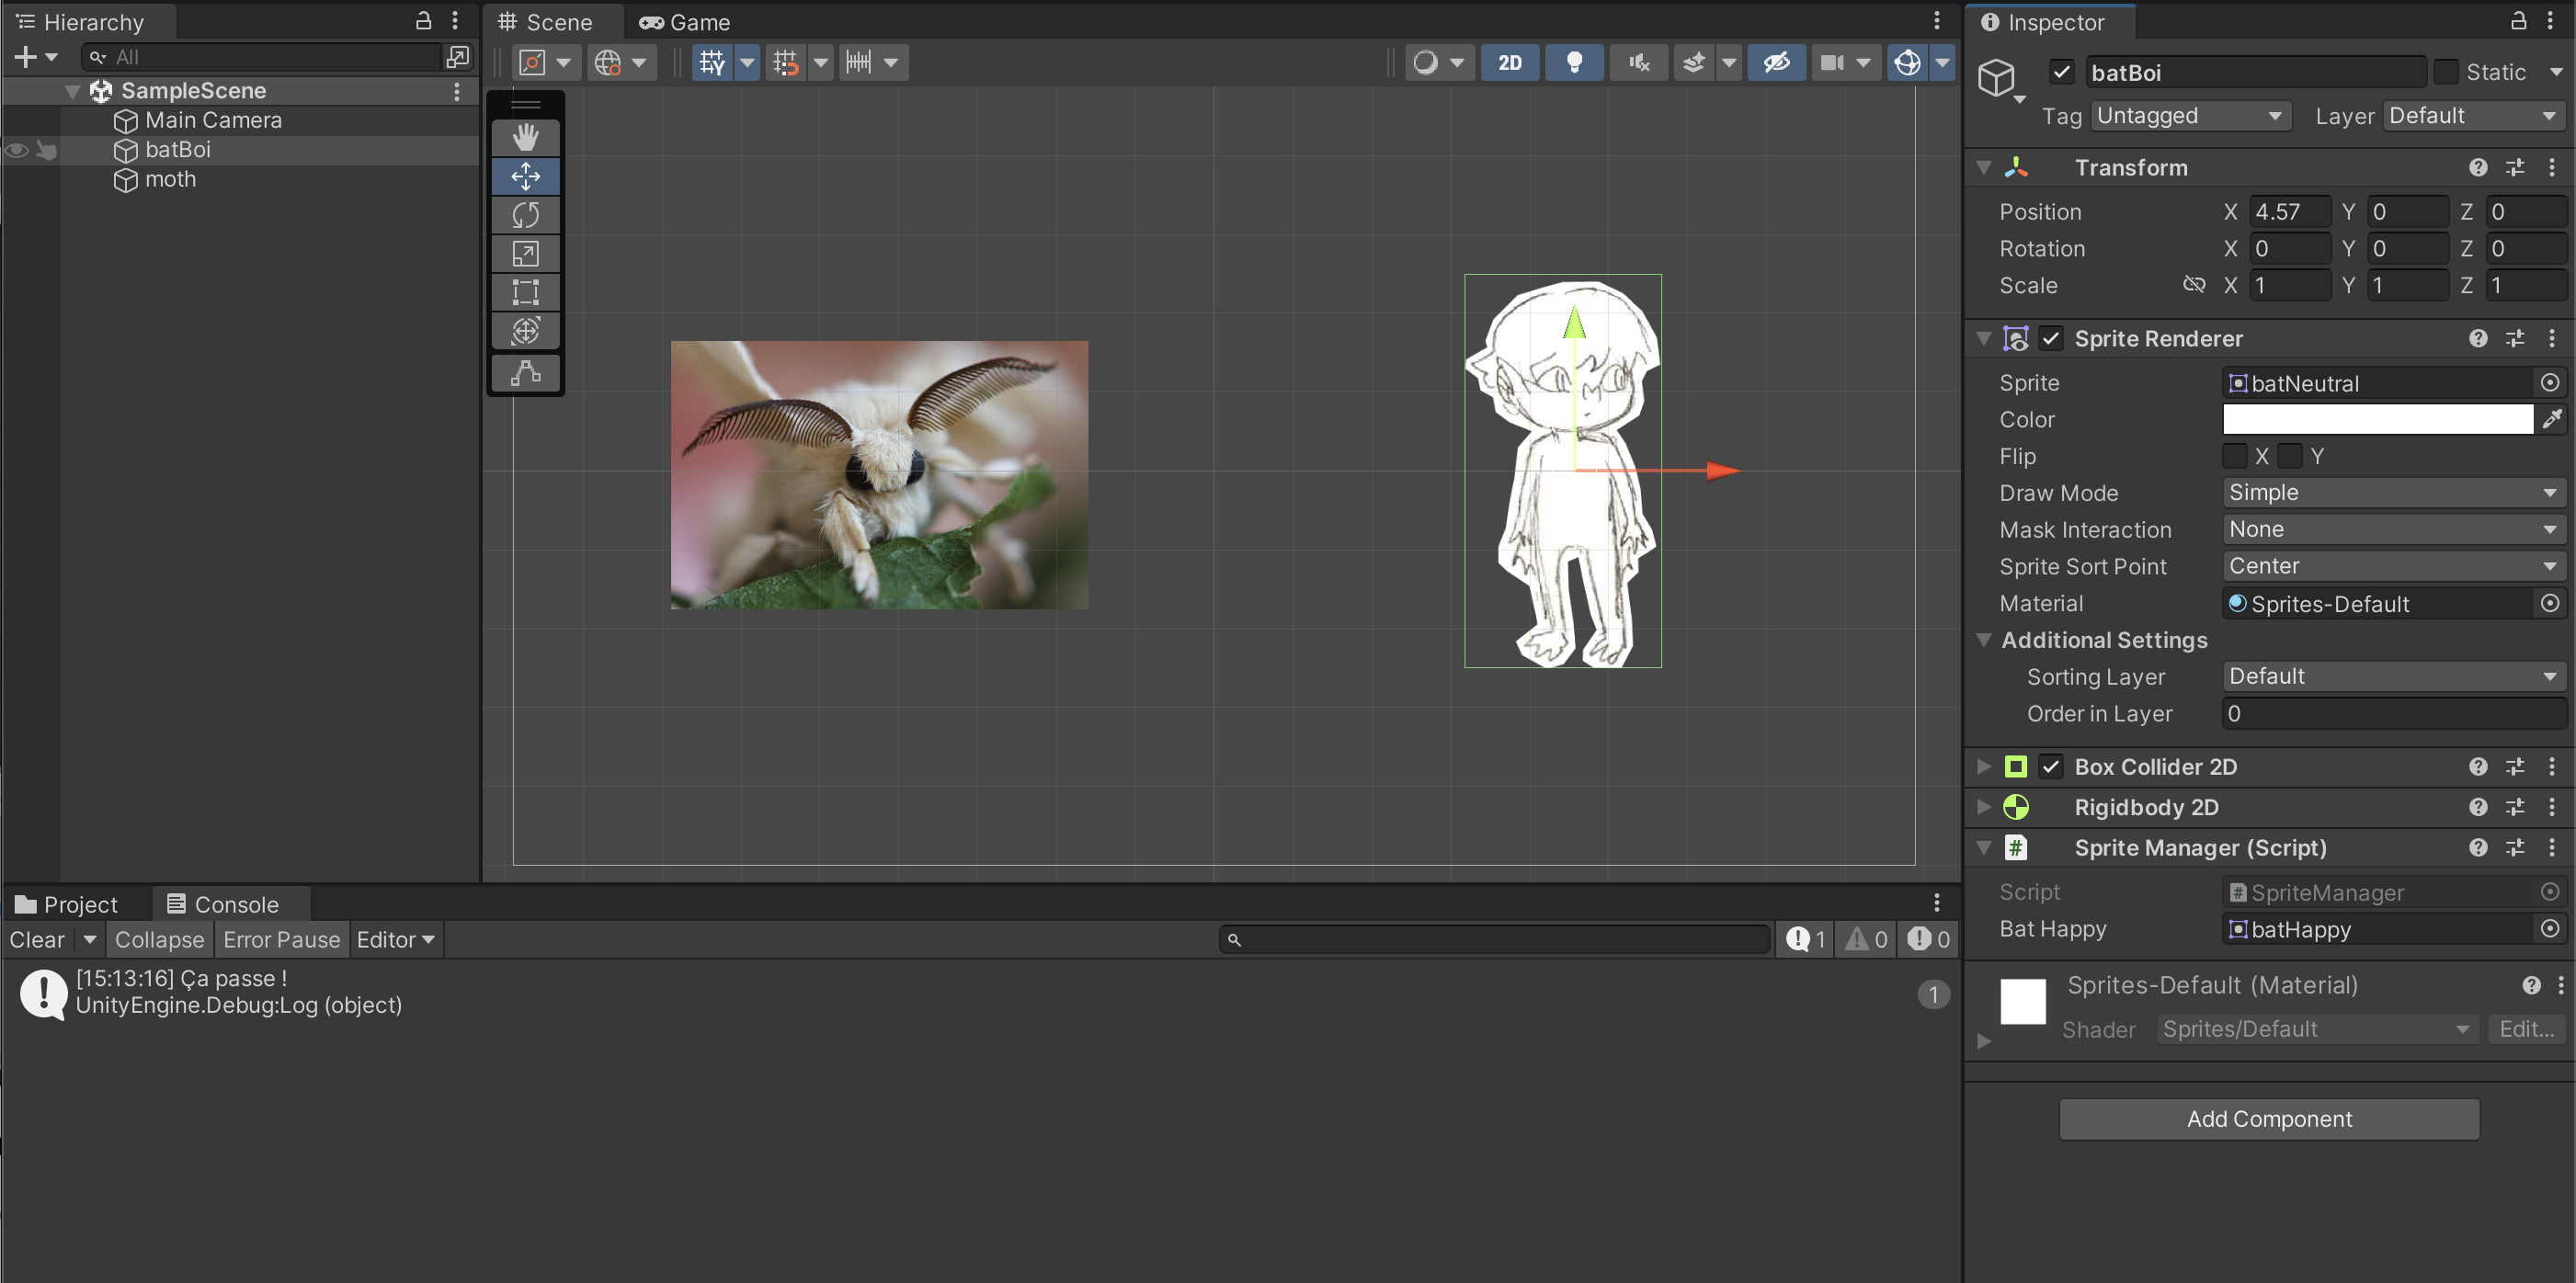 Hierarchy
All
SampleScene
Main Camera
batBoi
moth
Scene
Game
2D
Inspector
batBoi
Static
Tag Untagged Layer Default
Transform
Position X 4.57 Y 0 Z 0
Rotation X 0 Y 0 Z 0
Scale X 1 Y 1 Z 1
Sprite Renderer
Sprite batNeutral
Color
Flip X Y
Draw Mode Simple
Mask Interaction None
Sprite Sort Point Center
Material Sprites-Default
Additional Settings
Sorting Layer Default
Order in Layer 0
Box Collider 2D
Rigidbody 2D
# Sprite Manager (Script)
Script # SpriteManager
Bat Happy batHappy
Sprites-Default (Material)
Shader Sprites/Default Edit...
Add Component
Project
Console
Clear Collapse Error Pause Editor 1 0 0
[15:13:16] Ça passe !
UnityEngine.Debug:Log (object)
1